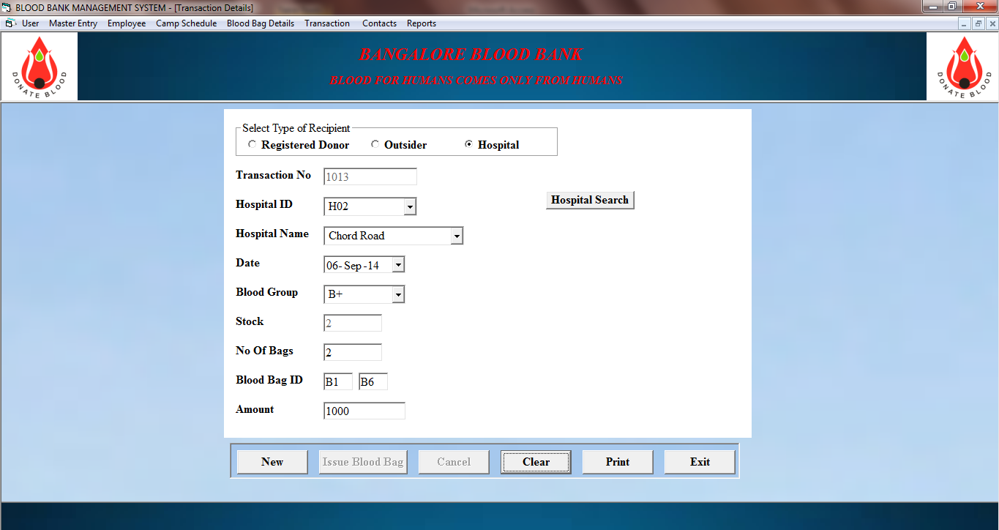 BLOOD BANK MANAGEMENT SYSTEM - [Transaction Details]
User Master Entry Employee Camp Schedule Blood Bag Details Transaction Contacts Reports
DONATE BLOOD
BANGALORE BLOOD BANK
BLOOD FOR HUMANS COMES ONLY FROM HUMANS
DONATE BLOOD
Select Type of Recipient
Registered Donor Outsider Hospital
Transaction No 1013
Hospital Search
Hospital ID H02
Hospital Name Chord Road
Date 06-Sep-14
Blood Group B+
Stock 2
No Of Bags 2
Blood Bag ID B1 B6
Amount 1000
New Issue Blood Bag Cancel Clear Print Exit